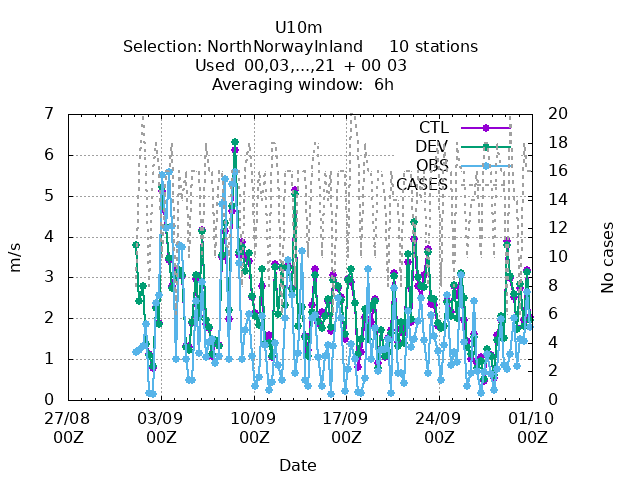 U10m
Selection: NorthNorwayInland 10 stations
Used 00,03,...,21 + 00 03
Averaging window: 6h
CTL
DEV
OBS
CASES
m/s
7
6
5
4
3
2
1
0
No cases
20
18
16
14
12
10
8
6
4
2
0
27/08 03/09 10/09 17/09 24/09 01/10
00Z 00Z 00Z 00Z 00Z 00Z
Date